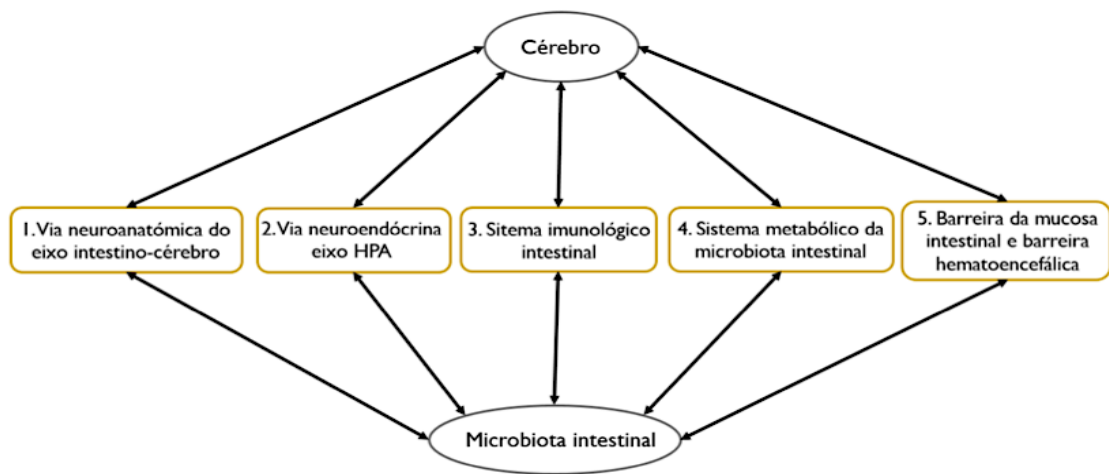 Cérebro
1. Via neuroanatómica do
eixo intestino-cérebro
2. Via neuroendócrina
eixo HPA
3. Sitema imunológico
intestinal
4. Sistema metabólico da
microbiota intestinal
5. Barreira da mucosa
intestinal e barreira
hematoencefálica
Microbiota intestinal